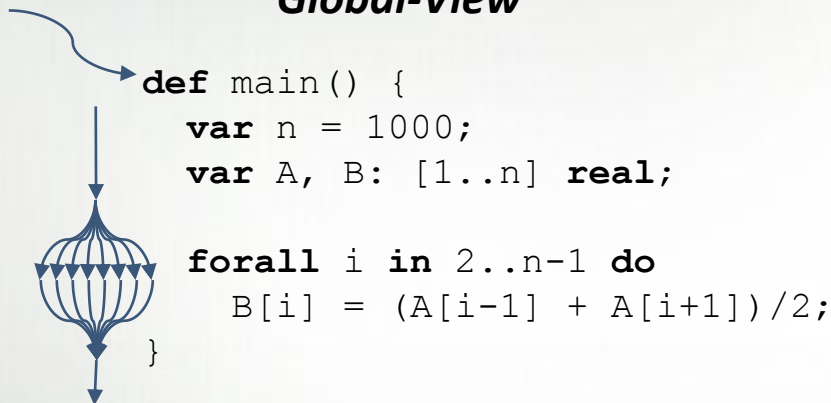 Global-View
def main() {
var n = 1000;
var A, B: [1..n] real;
forall i in 2..n-1 do
B[i] = (A[i-1] + A[i+1])/2;
}